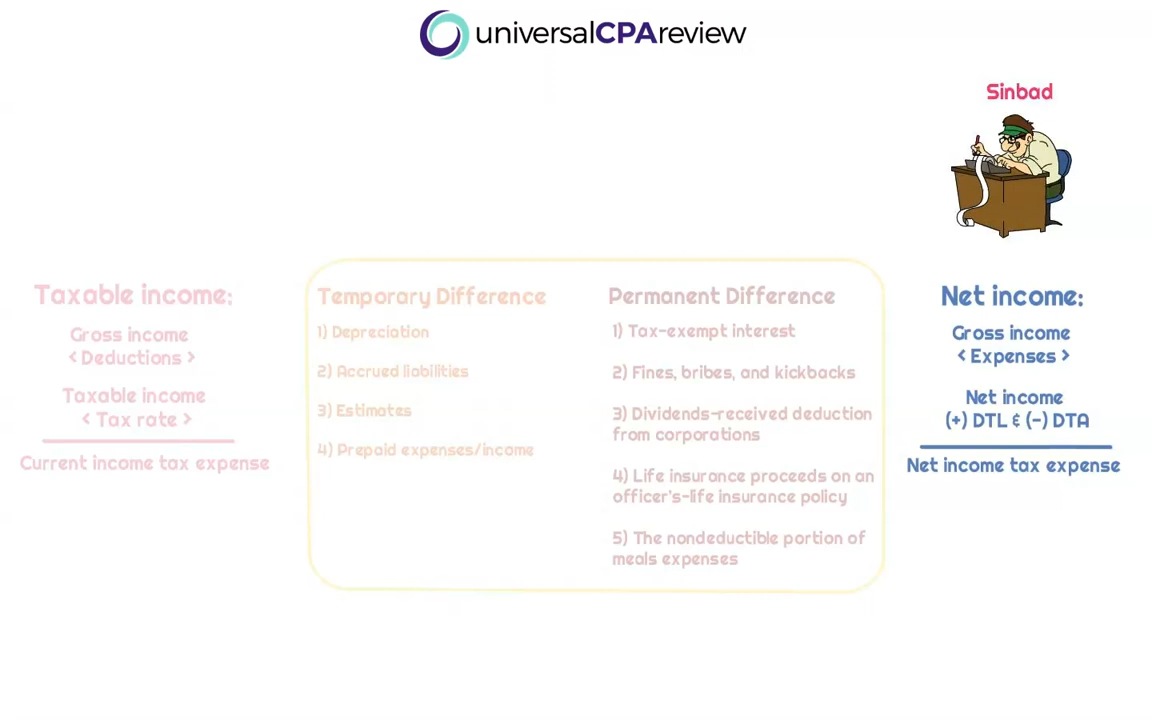 universalCPAreview
Sinbad
Taxable income:
Gross income
< Deductions >
Taxable income
< Tax rate >
Current income tax expense
Temporary Difference
1) Depreciation
2) Accrued liabilities
3) Estimates
4) Prepaid expenses/income
Permanent Difference
1) Tax-exempt interest
2) Fines, bribes, and kickbacks
3) Dividends-received deduction
from corporations
4) Life insurance proceeds on an
officer's-life insurance policy
5) The nondeductible portion of
meals expenses
Net income:
Gross income
< Expenses >
Net income
(+) DTL & (-) DTA
Net income tax expense